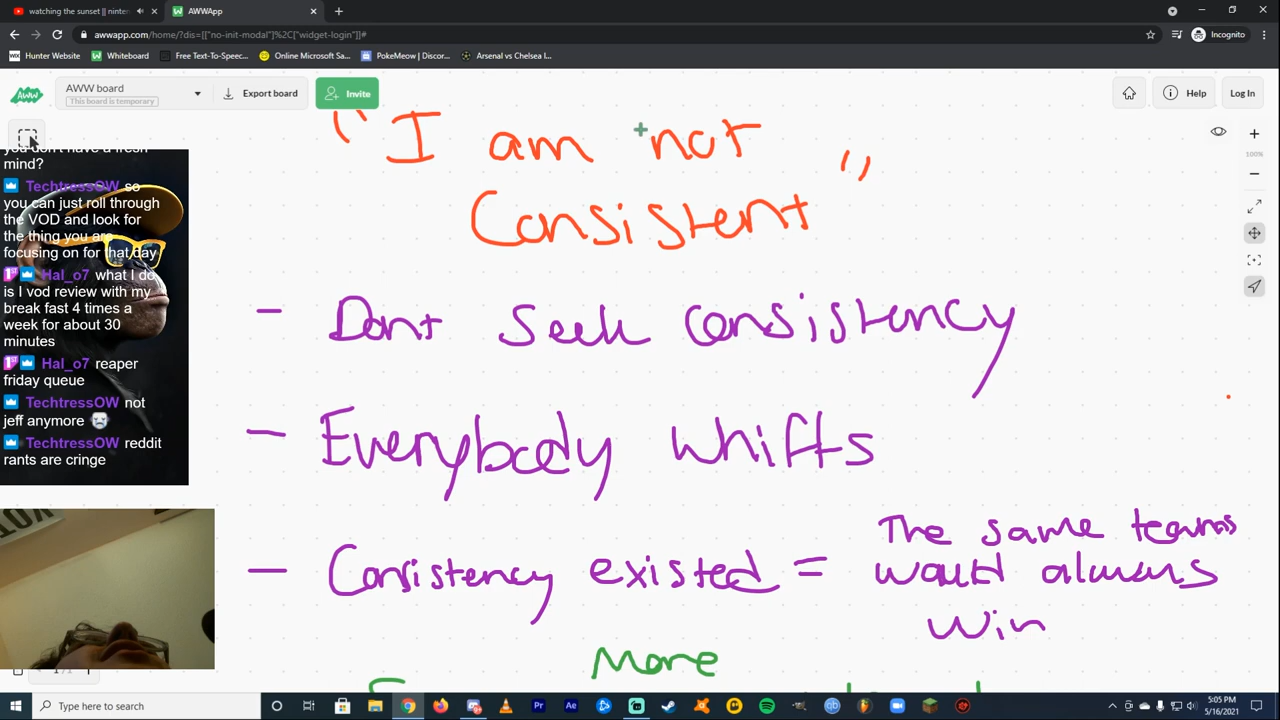 watching the sunset || ninten
AWWApp
awwapp.com/home/?dis=[["no-init-modal"]%2C["widget-login"]]#
Incognito
Hunter Website
Whiteboard
Free Text-To-Speec...
Online Microsoft Sa...
PokeMeow | Discor...
Arsenal vs Chelsea l...
AWW
AWW board
This board is temporary
Export board
Invite
Help
Log In
100%
you don't have a fresh
mind?
TechtressOW so
you can just roll through
the VOD and look for
the thing you are
focusing on for that day
Hal_o7 what I do
is I vod review with my
break fast 4 times a
week for about 30
minutes
Hal_o7 reaper
friday queue
TechtressOW not
jeff anymore
TechtressOW reddit
rants are cringe
"I am not
Consistent"
- Dont seek consistency
- Everybody whiffs
- Consistency existed = The same teams
would always
win
More
1/1
Type here to search
5:05 PM
5/16/2021